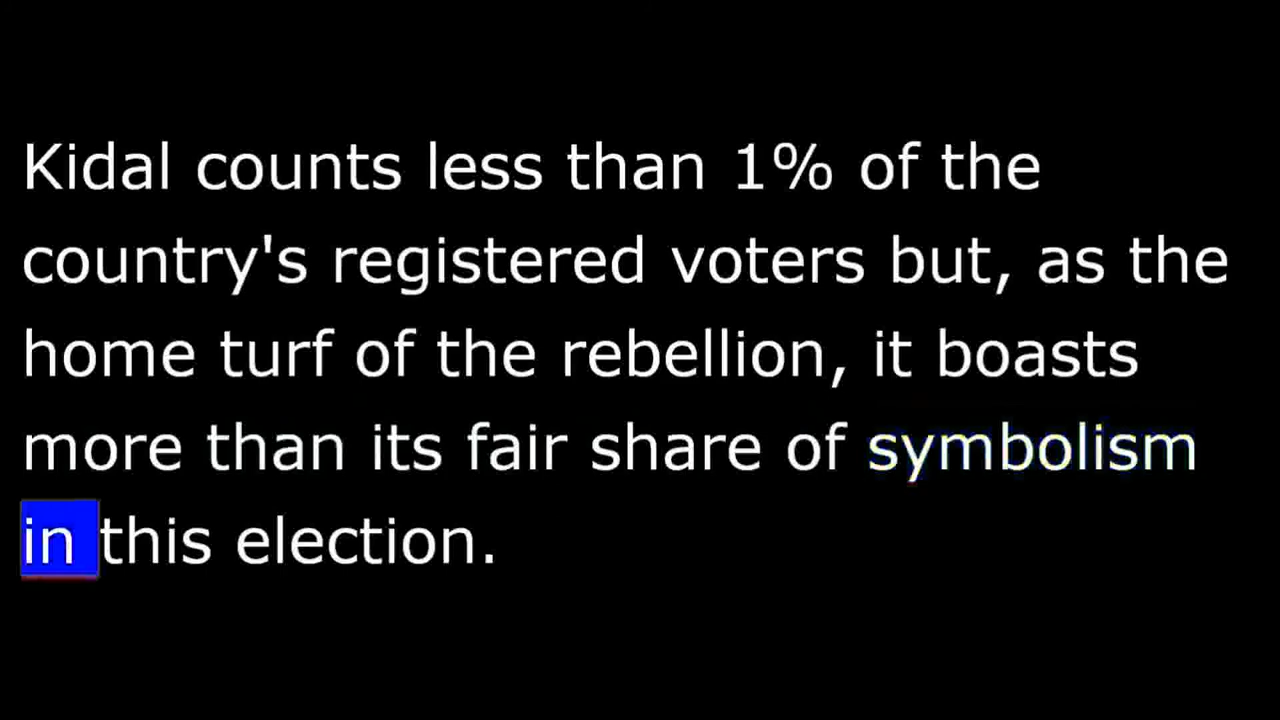 Kidal counts less than 1% of the
country's registered voters but, as the
home turf of the rebellion, it boasts
more than its fair share of symbolism
in this election.